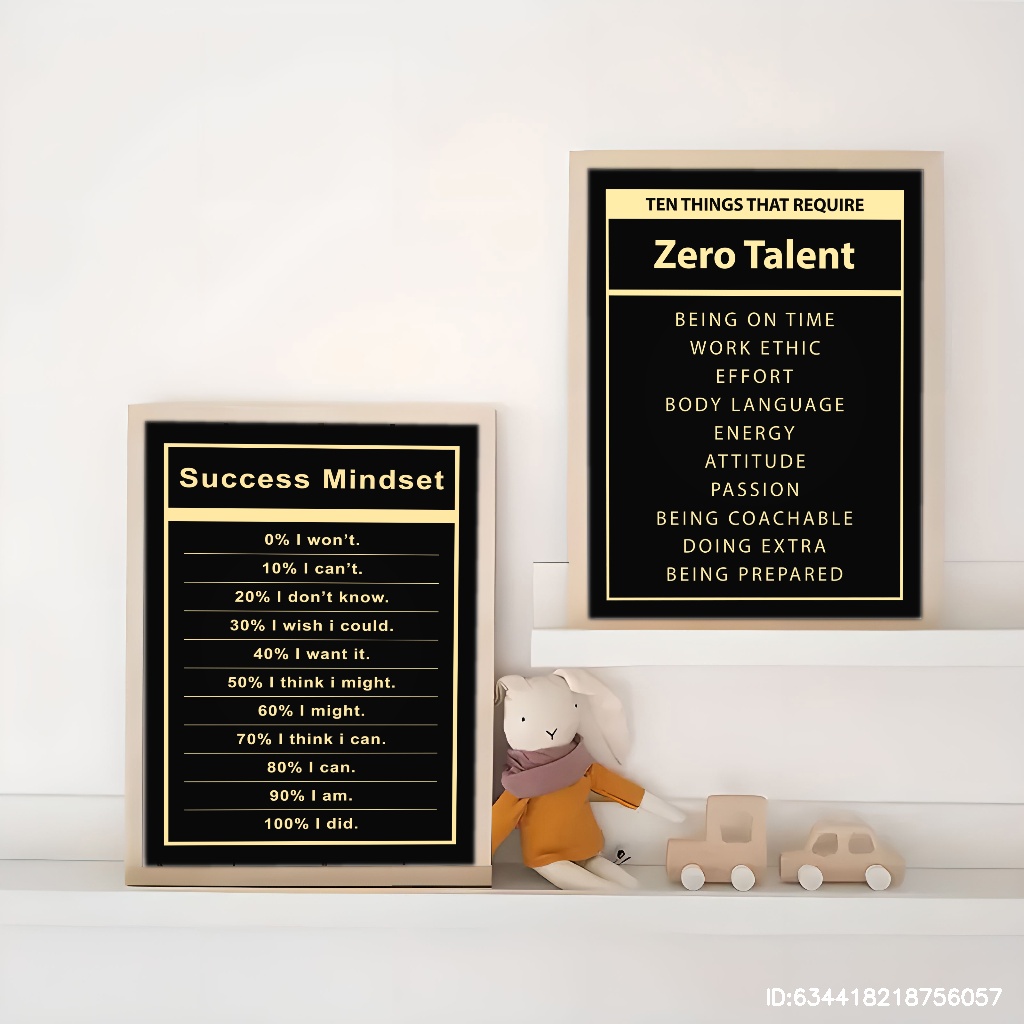 TEN THINGS THAT REQUIRE
Zero Talent
BEING ON TIME
WORK ETHIC
EFFORT
BODY LANGUAGE
ENERGY
ATTITUDE
PASSION
BEING COACHABLE
DOING EXTRA
BEING PREPARED
Success Mindset
0% I won't.
10% I can't.
20% I don't know.
30% I wish i could.
40% I want it.
50% I think i might.
60% I might.
70% I think i can.
80% I can.
90% I am.
100% I did.
ID:634418218756057